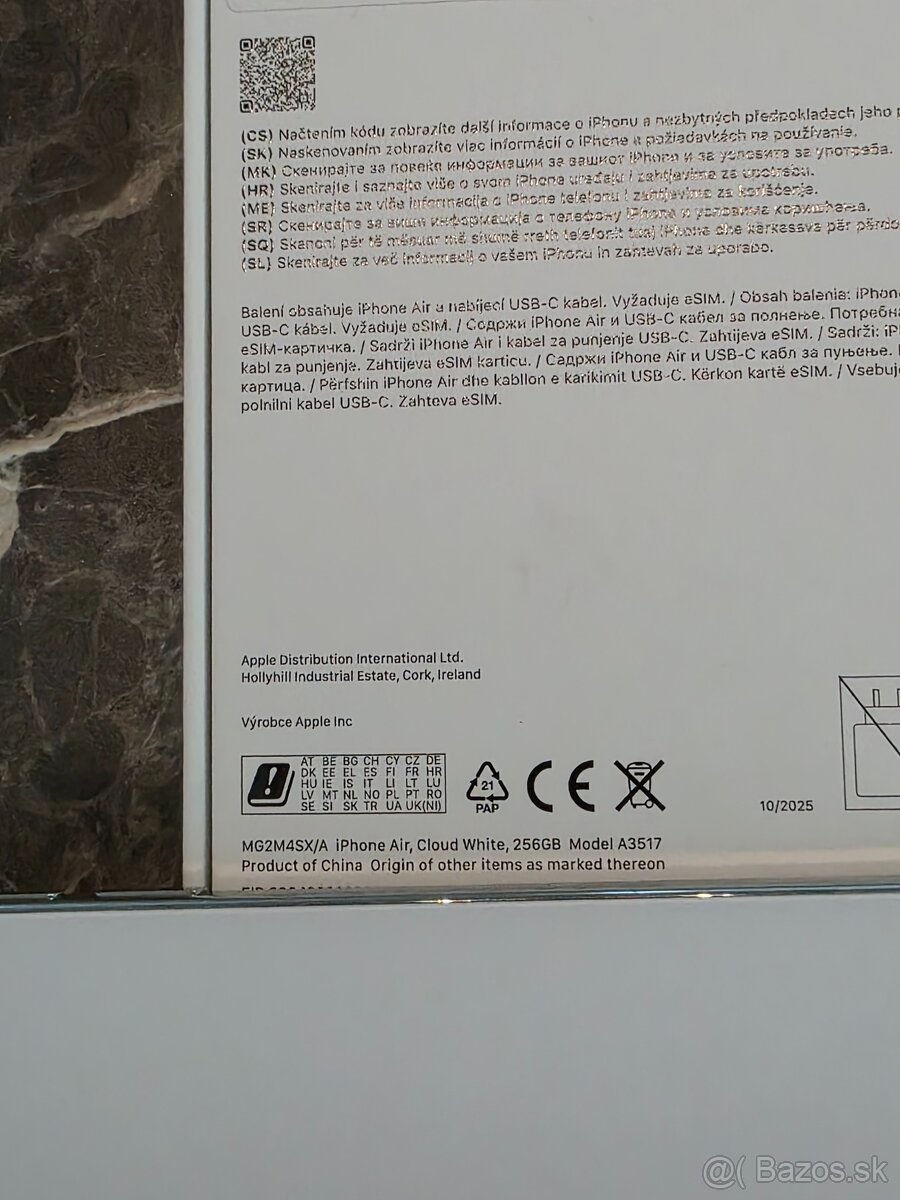 (CS) Načtením kódu zobrazíte další informace o iPhonu a nezbytných předpokladech jeho
(SK) Naskenovaním zobrazíte viac informácií o iPhone a požiadavkách na používanie.
(MK) Скенирајте за повеќе информации за вашиот iPhone и за условите за употреба.
(HR) Skenirajte i saznajte više o svom iPhone uređaju i zahtjevima za uporabu.
(ME) Skenirajte za više informacija o iPhone telefonu i zahtjevima za korišćenje.
(SR) Скенирајте за више информација о телефону iPhone и условима коришћења.
(SQ) Skanoni për të mësuar më shumë rreth telefonit tuaj iPhone dhe kërkesave për
(SL) Skenirajte za več informacij o vašem iPhonu in zahtevah za uporabo.
Balení obsahuje iPhone Air a nabíjecí USB-C kabel. Vyžaduje eSIM. / Obsah balenia:
USB-C kábel. Vyžaduje eSIM. / Содржи iPhone Air и USB-C кабел за полнење.
eSIM-картичка. / Sadrži iPhone Air i kabel za punjenje USB-C. Zahtijeva eSIM. / Sadrži:
kabl za punjenje. Zahtijeva eSIM karticu. / Садржи iPhone Air и USB-C кабл за пуњење.
картица. / Përfshin iPhone Air dhe kabllon e karikimit USB-C. Kërkon kartë eSIM. /
polnilni kabel USB-C. Zahteva eSIM.
Apple Distribution International Ltd.
Hollyhill Industrial Estate, Cork, Ireland
Výrobce Apple Inc
AT BE BG CH CY CZ DE
DK EE EL ES FI FR HR
HU IE IS IT LI LT LU
LV MT NL NO PL PT RO
SE SI SK TR UA UK(NI)
21
PAP
CE
10/2025
MG2M4SX/A iPhone Air, Cloud White, 256GB Model A3517
Product of China Origin of other items as marked thereon
@( Bazos.sk